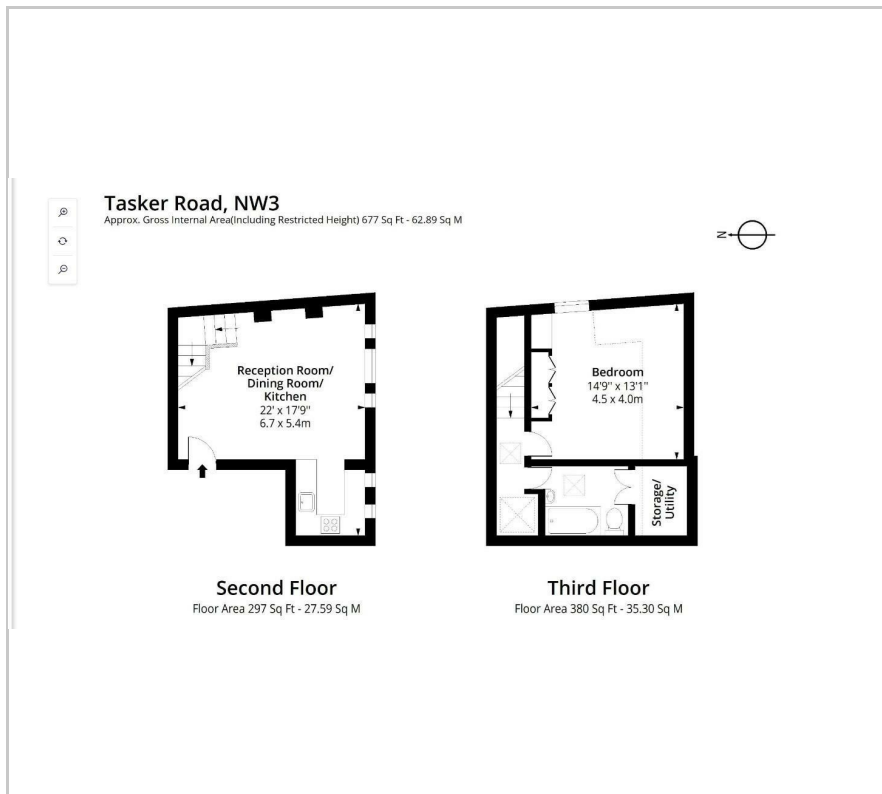 Tasker Road, NW3
Approx. Gross Internal Area(Including Restricted Height) 677 Sq Ft - 62.89 Sq M
N
Reception Room/
Dining Room/
Kitchen
22' x 17'9"
6.7 x 5.4m
Bedroom
14'9" x 13'1"
4.5 x 4.0m
Storage/
Utility
Second Floor
Floor Area 297 Sq Ft - 27.59 Sq M
Third Floor
Floor Area 380 Sq Ft - 35.30 Sq M